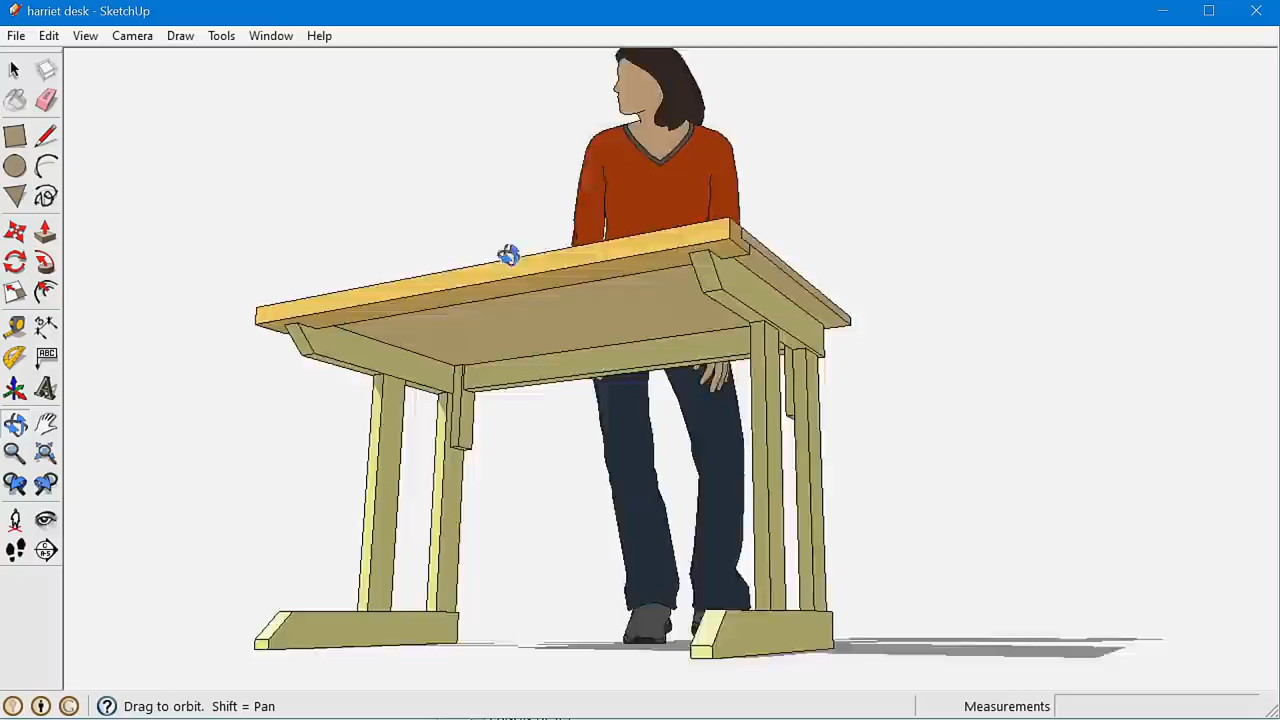 harriet desk - SketchUp
File Edit View Camera Draw Tools Window Help
ABC
Drag to orbit. Shift = Pan
Measurements